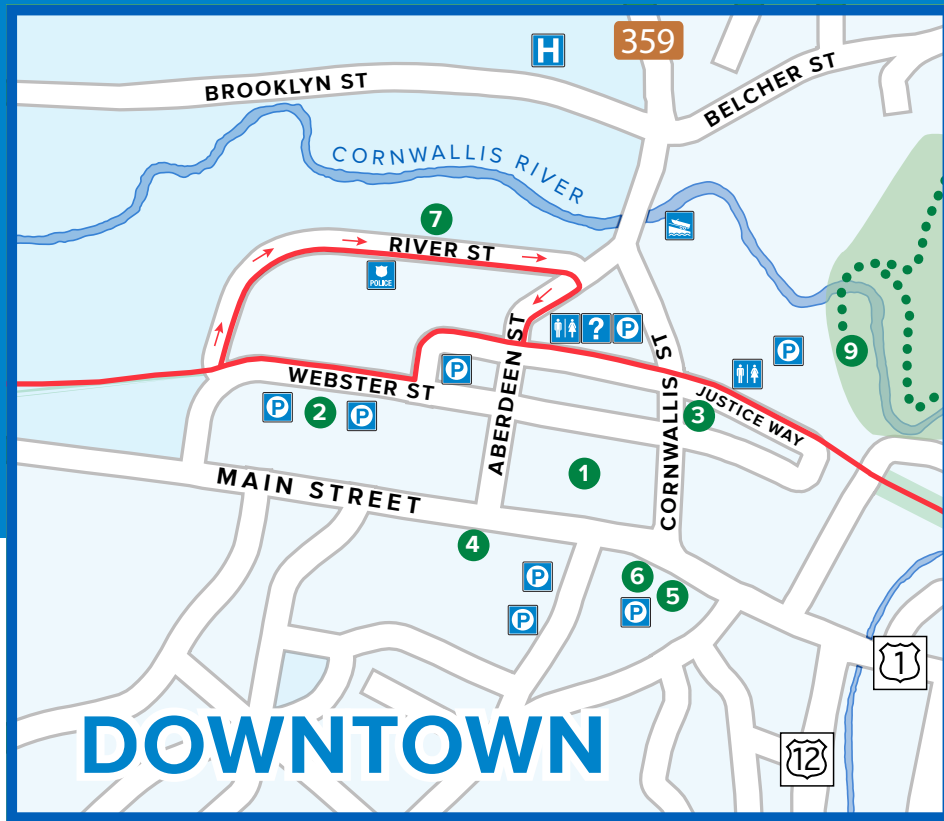 H
359
BROOKLYN ST
BELCHER ST
CORNWALLIS RIVER
7
RIVER ST
POLICE
?
P
P
P
9
ABERDEEN ST
CORNWALLIS ST
WEBSTER ST
JUSTICE WAY
P
2
P
3
MAIN STREET
1
4
P
6
5
P
P
1
DOWNTOWN
12